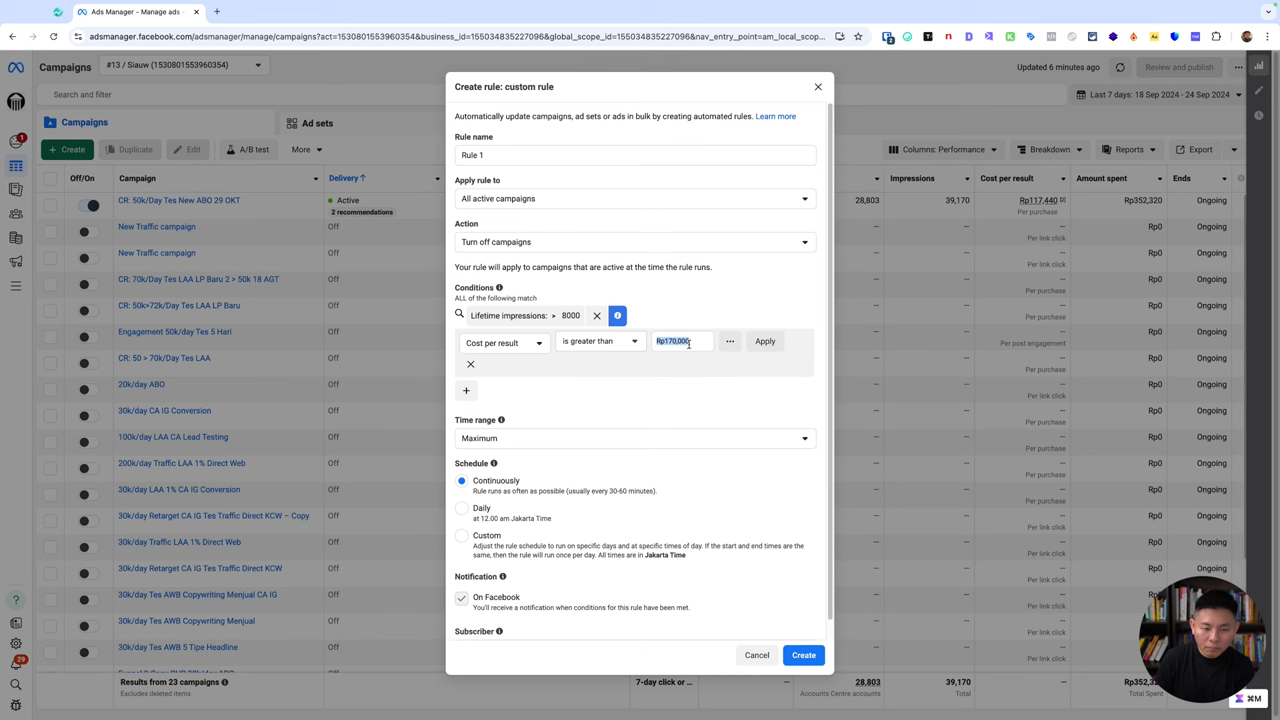 Ads Manager - Manage ads -
adsmanager.facebook.com/adsmanager/manage/campaigns?act=1530801553960354&business_id=155034835227096&global_scope_id=155034835227096&nav_entry_point=am_local_scop...
Campaigns
#13 / Siauw (1530801553960354)
Updated 6 minutes ago
Review and publish
Search and filter
Last 7 days: 18 Sep 2024 - 24 Sep 2024
Campaigns
Ad sets
+ Create
Duplicate
Edit
A/B test
More
Columns: Performance
Breakdown
Reports
Export
Off/On
Campaign
Delivery ↑
Impressions
Cost per result
Amount spent
Ends
CR: 50k/Day Tes New ABO 29 OKT
Active
2 recommendations
28,803
39,170
Rp117,440
Per purchase
Rp352,320
Ongoing
New Traffic campaign
Off
—
—
Per link click
Rp0
Ongoing
New Traffic campaign
Off
—
—
Per link click
Rp0
Ongoing
CR: 70k/Day Tes LAA LP Baru 2 > 50k 18 AGT
Off
—
—
Per purchase
Rp0
Ongoing
CR: 50k>72k/Day Tes LAA LP Baru
Off
—
—
Per purchase
Rp0
Ongoing
Engagement 50k/Day Tes 5 Hari
Off
—
—
Per post engagement
Rp0
Ongoing
CR: 50 > 70k/Day Tes LAA
Off
—
—
Per purchase
Rp0
Ongoing
20k/day ABO
Off
—
—
Per purchase
Rp0
Ongoing
30k/day CA IG Conversion
Off
—
—
Per purchase
Rp0
Ongoing
100k/day LAA CA Lead Testing
Off
—
—
Per purchase
Rp0
Ongoing
200k/day Traffic LAA 1% Direct Web
Off
—
—
Per link click
Rp0
Ongoing
30k/day LAA 1% CA IG Conversion
Off
—
—
Per purchase
Rp0
Ongoing
30k/day Retarget CA IG Tes Traffic Direct KCW – Copy
Off
—
—
Per link click
Rp0
Ongoing
30k/day Traffic LAA 1% Direct Web
Off
—
—
Per link click
Rp0
Ongoing
30k/day Retarget CA IG Tes Traffic Direct KCW
Off
—
—
Per link click
Rp0
Ongoing
30k/day Tes AWB Copywriting Menjual CA IG
Off
Ongoing
30k/day Tes AWB Copywriting Menjual
Off
Ongoing
30k/day Tes AWB 5 Tipe Headline
Off
Ongoing
Results from 23 campaigns
Excludes deleted items
7-day click or ...
—
—
28,803
Accounts Centre accounts
39,170
Total
—
Per purchase
Rp352,3
Total Spent
Create rule: custom rule
Automatically update campaigns, ad sets or ads in bulk by creating automated rules. Learn more
Rule name
Rule 1
Apply rule to
All active campaigns
Action
Turn off campaigns
Your rule will apply to campaigns that are active at the time the rule runs.
Conditions
ALL of the following match
Lifetime impressions: > 8000
Cost per result
is greater than
Rp170,000
Apply
Time range
Maximum
Schedule
Continuously
Rule runs as often as possible (usually every 30-60 minutes).
Daily
at 12.00 am Jakarta Time
Custom
Adjust the rule schedule to run on specific days and at specific times of day. If the start and end times are the
same, then the rule will run once per day. All times are in Jakarta Time
Notification
On Facebook
You'll receive a notification when conditions for this rule have been met.
Subscriber
Cancel
Create
1
29
⌘M